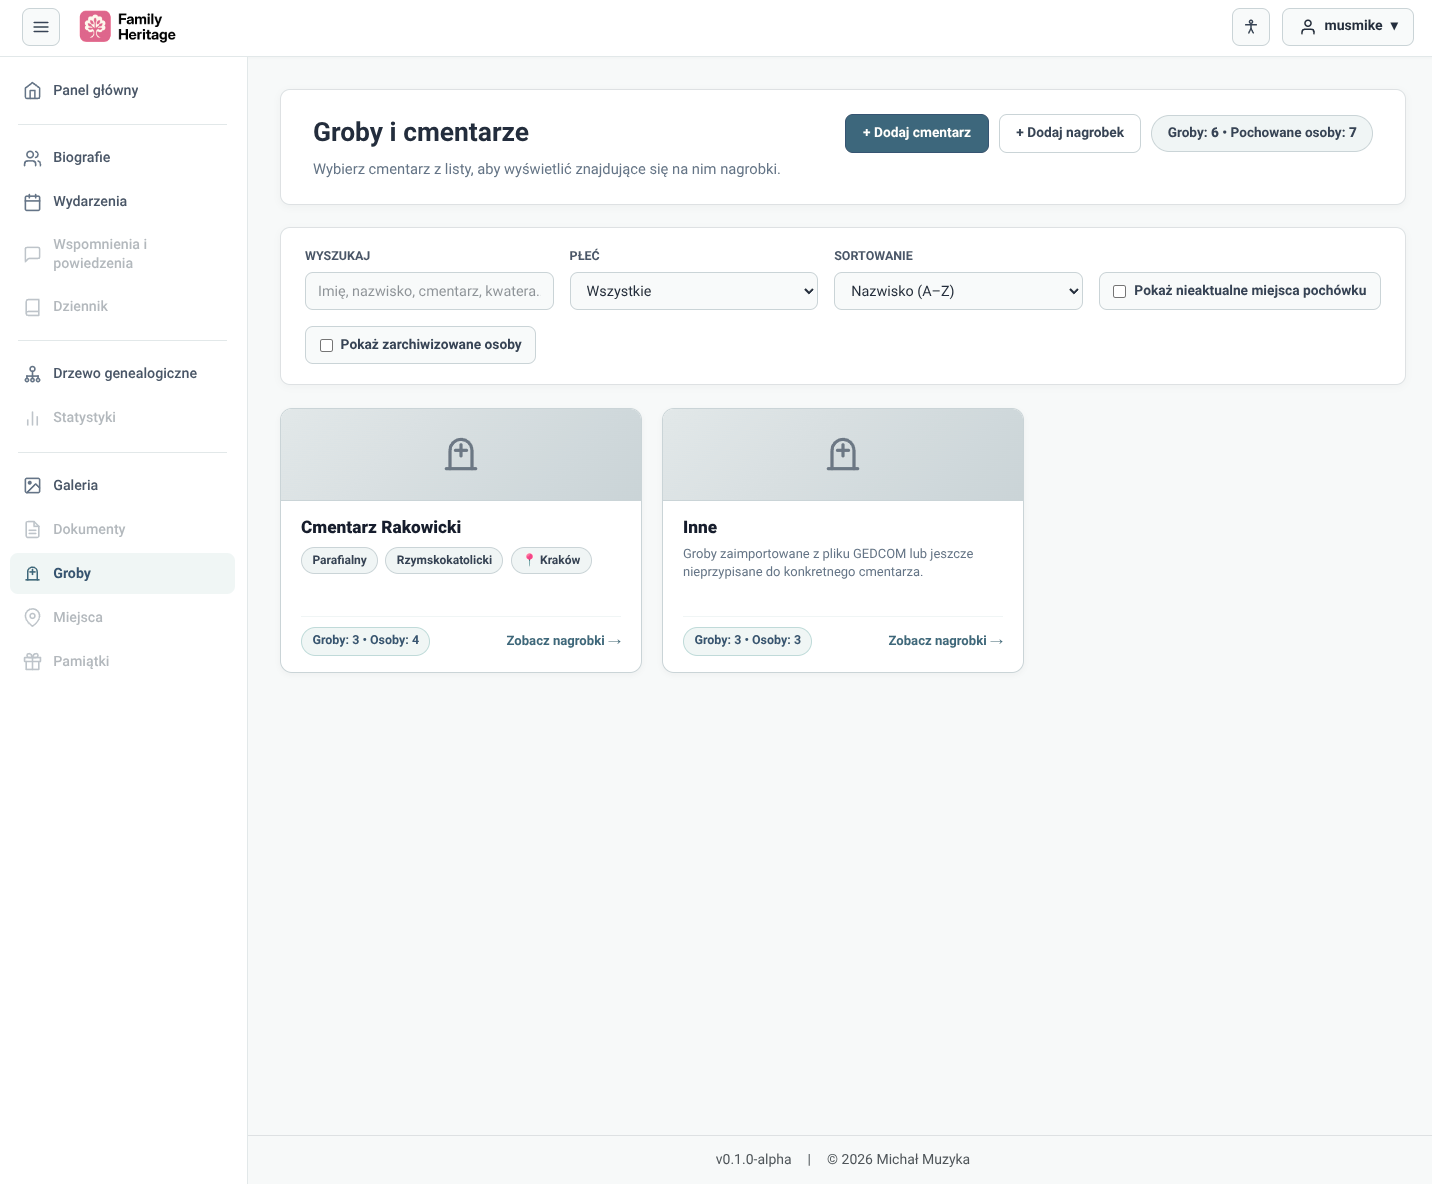 Family
Heritage
musmike ▼
Panel główny
Biografie
Wydarzenia
Wspomnienia i
powiedzenia
Dziennik
Drzewo genealogiczne
Statystyki
Galeria
Dokumenty
Groby
Miejsca
Pamiątki
Groby i cmentarze
+ Dodaj cmentarz
+ Dodaj nagrobek
Groby: 6 • Pochowane osoby: 7
Wybierz cmentarz z listy, aby wyświetlić znajdujące się na nim nagrobki.
WYSZUKAJ
PŁEĆ
SORTOWANIE
Imię, nazwisko, cmentarz, kwatera.
Wszystkie
Nazwisko (A–Z)
Pokaż nieaktualne miejsca pochówku
Pokaż zarchiwizowane osoby
Cmentarz Rakowicki
Parafialny
Rzymskokatolicki
📍 Kraków
Groby: 3 • Osoby: 4
Zobacz nagrobki →
Inne
Groby zaimportowane z pliku GEDCOM lub jeszcze
nieprzypisane do konkretnego cmentarza.
Groby: 3 • Osoby: 3
Zobacz nagrobki →
v0.1.0-alpha | © 2026 Michał Muzyka